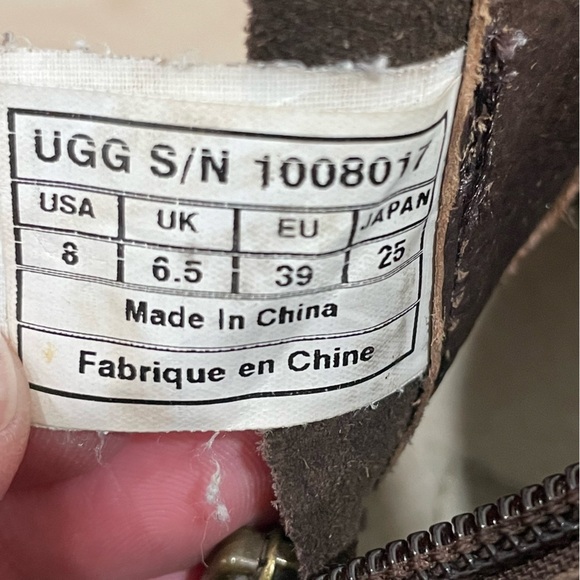 UGG S/N 1008017
USA UK EU JAPAN
8 6.5 39 25
Made In China
Fabrique en Chine